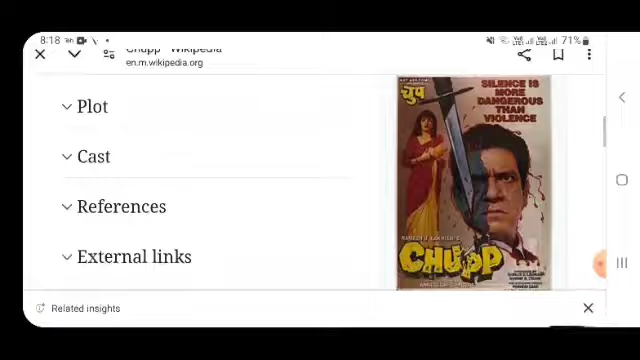 8:18
71%
Chupp - Wikipedia
en.m.wikipedia.org
Plot
Cast
References
External links
चुप
SILENCE IS
MORE
DANGEROUS
THAN
VIOLENCE
CHUPP
Related insights